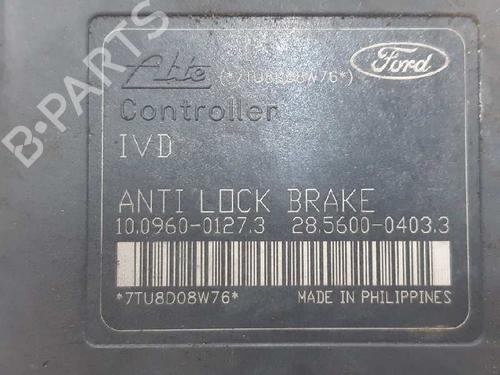 B-PARTS
Ate (*7TU8D08W76*) Ford
Controller
IVD
ANTI LOCK BRAKE
10.0960-0127.3 28.5600-0403.3
*7TU8D08W76* MADE IN PHILIPPINES